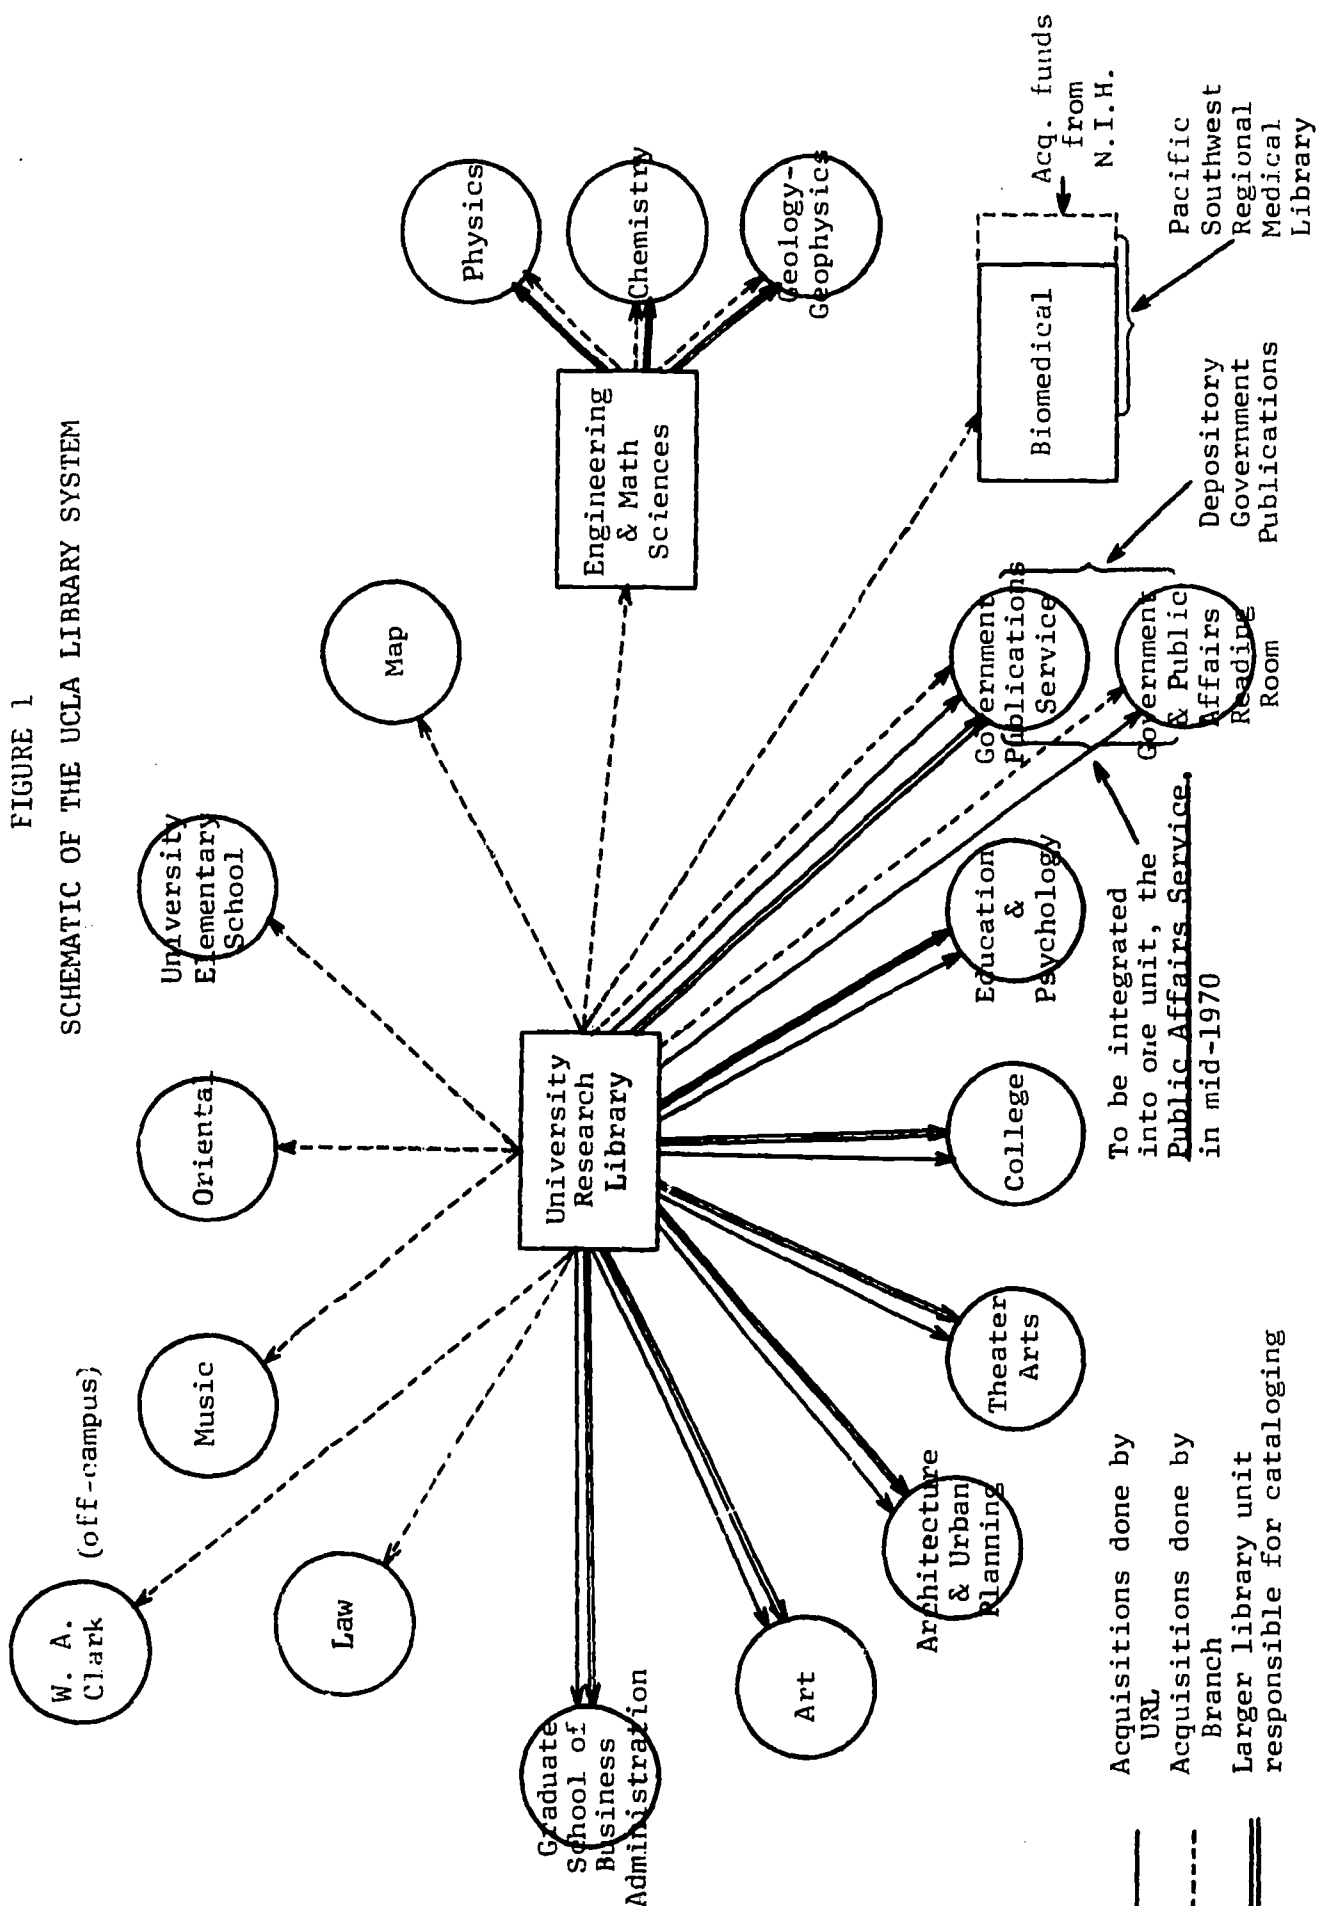 FIGURE 1
SCHEMATIC OF THE UCLA LIBRARY SYSTEM
W. A.
Clark
(off-campus)
Music
Oriental
University
Elementary
School
Map
Law
Physics
Chemistry
Geology-
Geophysics
Engineering
& Math
Sciences
University
Research
Library
Graduate
School of
Business
Administration
Art
Architecture
& Urban
Planning
Theater
Arts
College
Education
&
Psychology
Government
Publications
Service
Government
& Public
Affairs
Reading
Room
Biomedical
Acq. funds
from
N.I.H.
Pacific
Southwest
Regional
Medical
Library
Depository
Government
Publications
To be integrated
into one unit, the
Public Affairs Service,
in mid-1970
Acquisitions done by
URL
Acquisitions done by
Branch
Larger library unit
responsible for cataloging